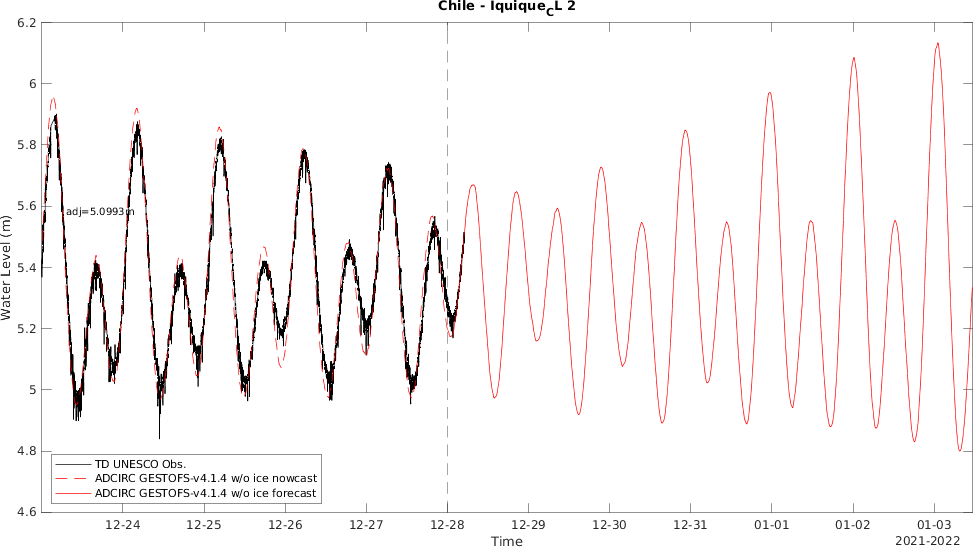 Chile - Iquique_CL 2
6.2
6
5.8
5.6
5.4
5.2
5
4.8
4.6
Water Level (m)
adj=5.0993m
TD UNESCO Obs.
ADCIRC GESTOFS-v4.1.4 w/o ice nowcast
ADCIRC GESTOFS-v4.1.4 w/o ice forecast
12-24 12-25 12-26 12-27 12-28 12-29 12-30 12-31 01-01 01-02 01-03
Time
2021-2022